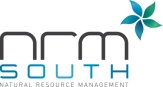 nrm
SOUTH
NATURAL RESOURCE MANAGEMENT